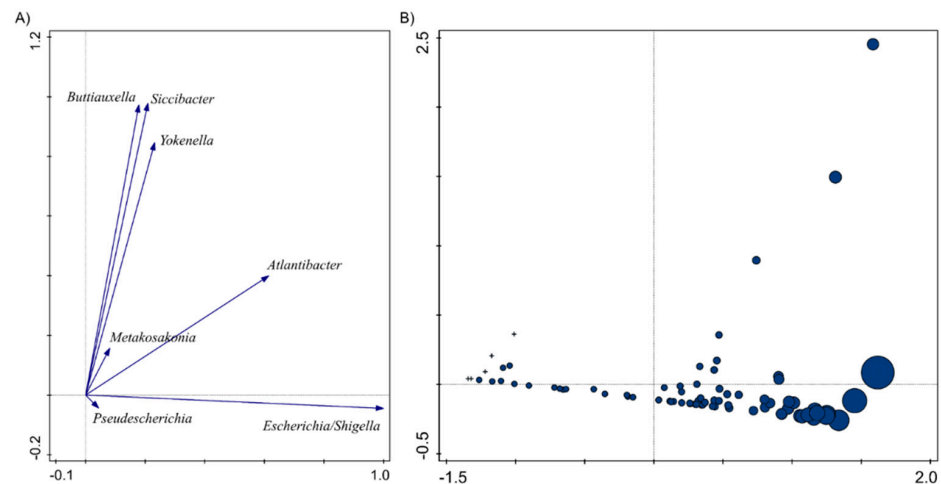 A)
B)
1.2
Buttiauxella
Siccibacter
Yokenella
Atlantibacter
Metakosakonia
Pseudescherichia
Escherichia/Shigella
-0.2
-0.1
1.0
2.5
-0.5
-1.5
2.0